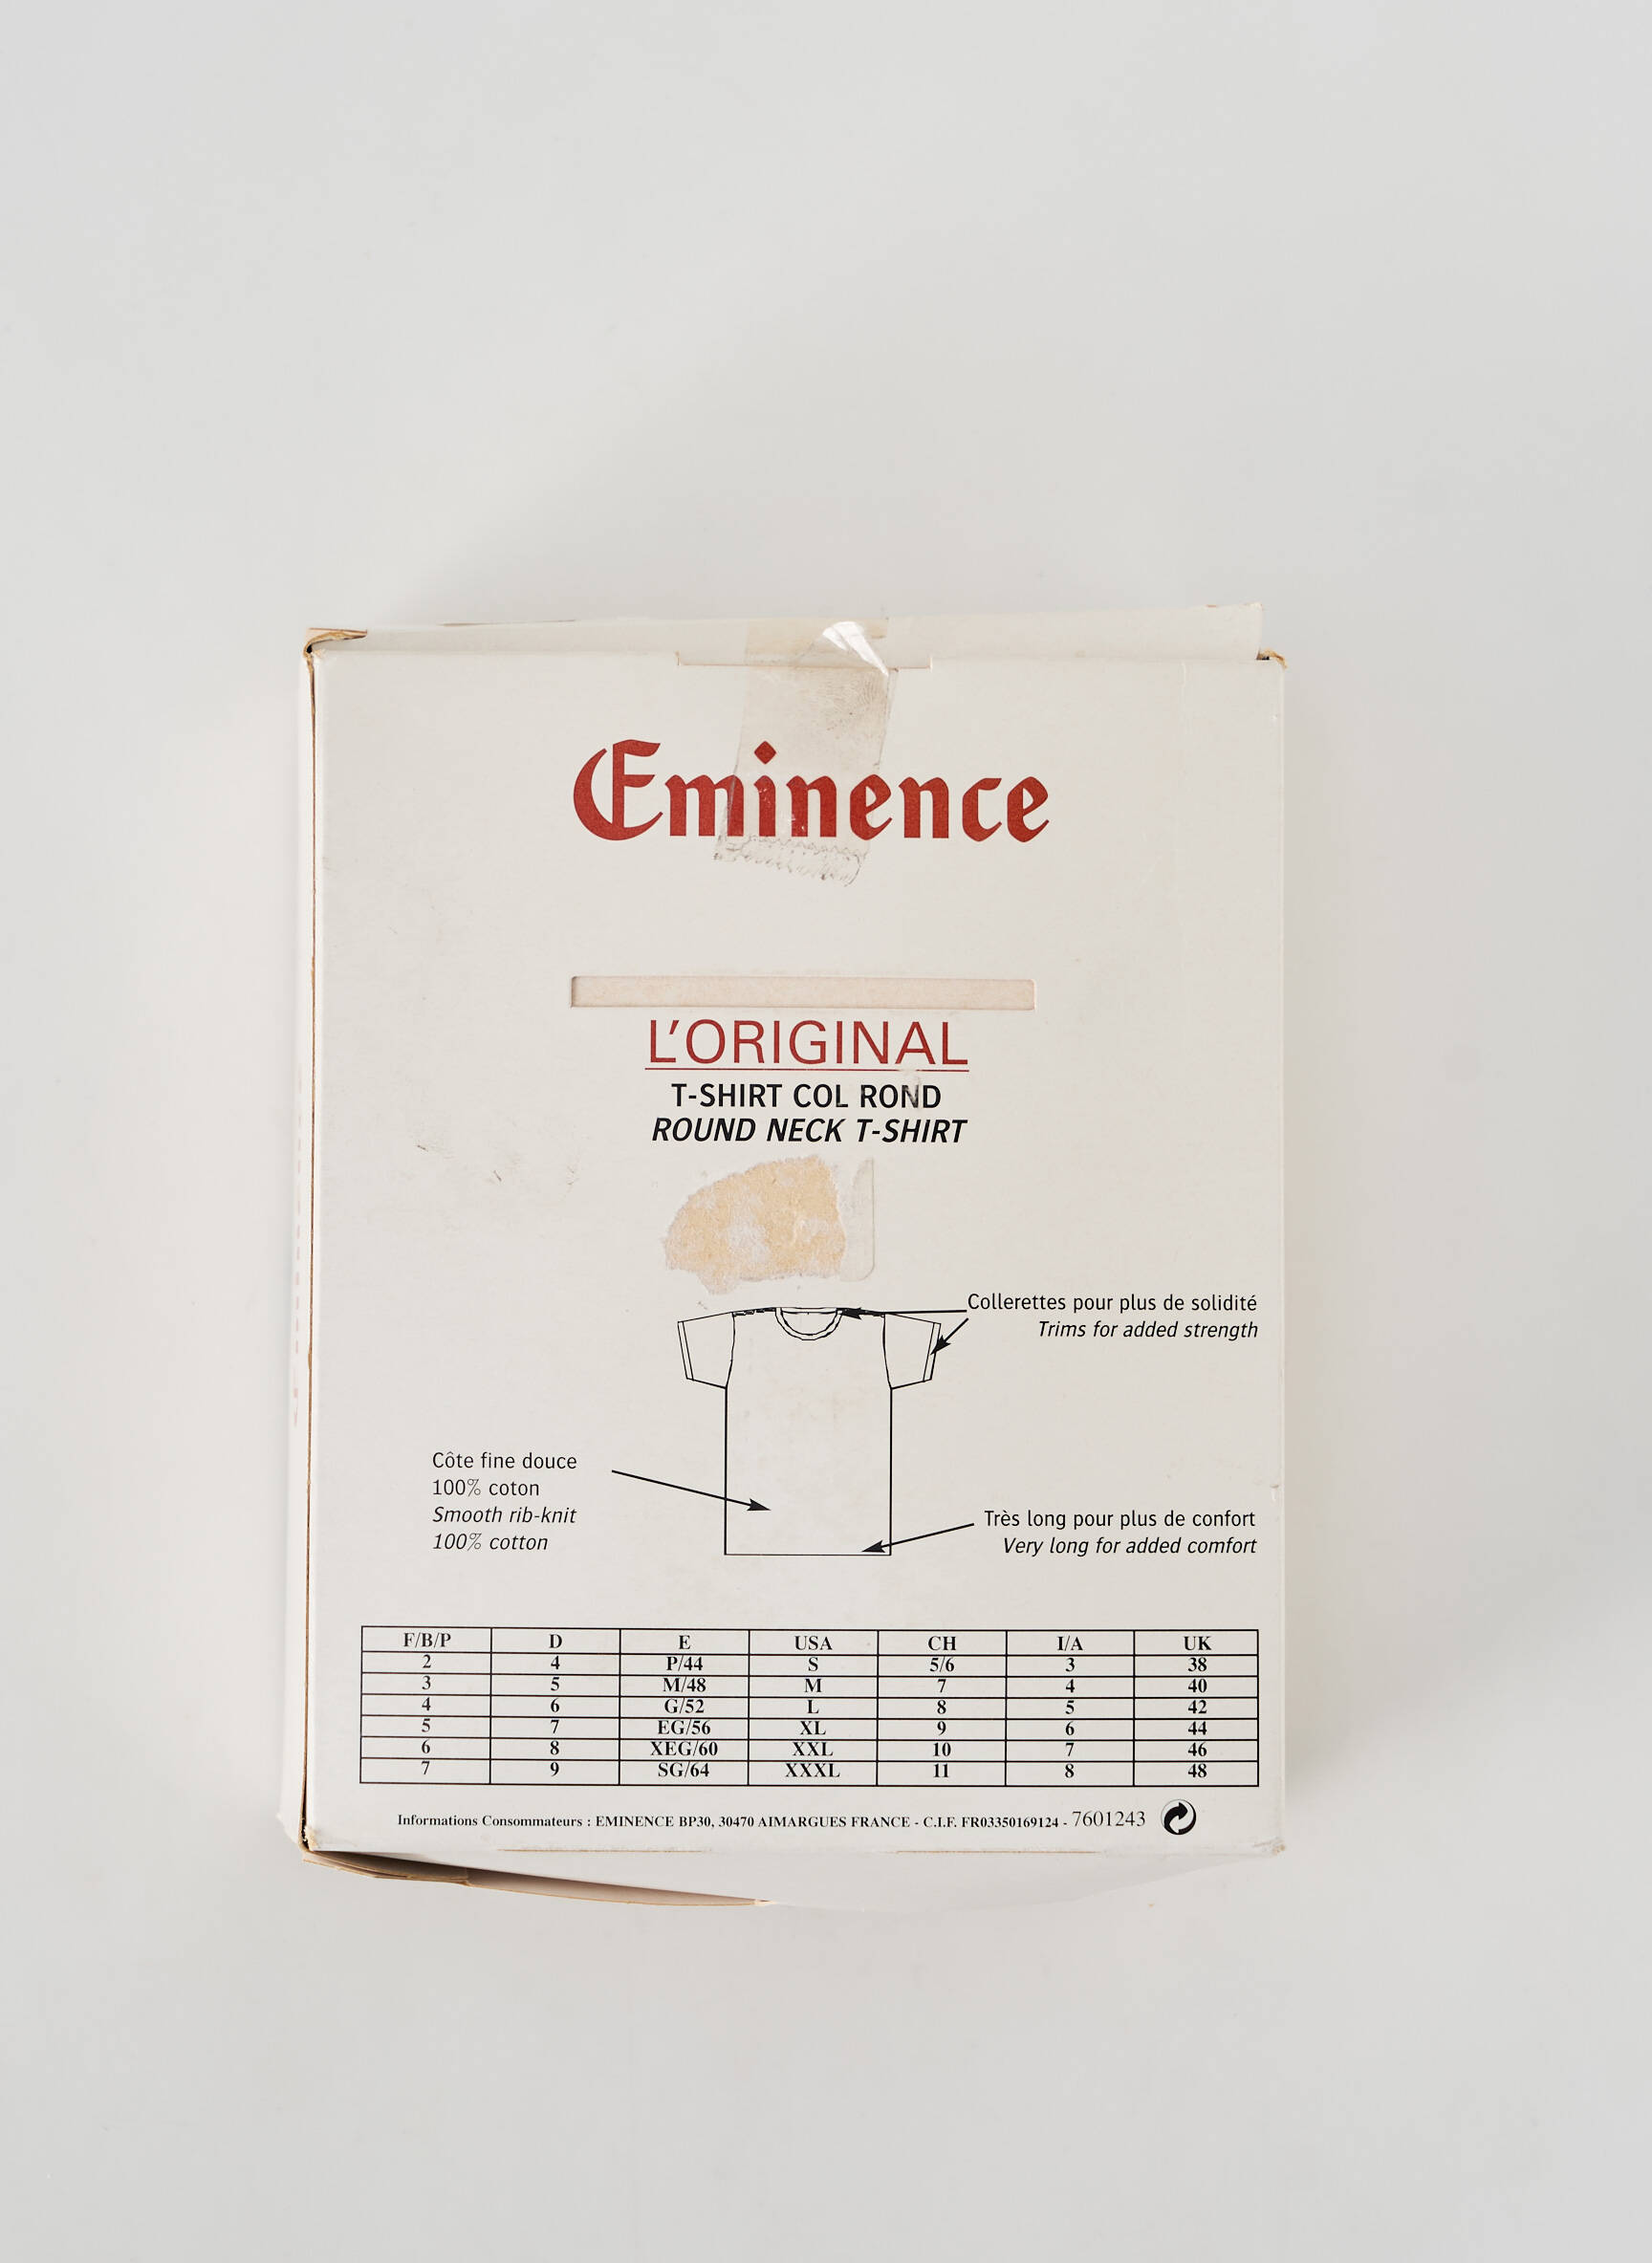 Eminence
L'ORIGINAL
T-SHIRT COL ROND
ROUND NECK T-SHIRT
Collerettes pour plus de solidité
Trims for added strength
Côte fine douce
100% coton
Smooth rib-knit
100% cotton
Très long pour plus de confort
Very long for added comfort
F/B/P D E USA CH I/A UK
2 4 P/44 S 5/6 3 38
3 5 M/48 M 7 4 40
4 6 G/52 L 8 5 42
5 7 EG/56 XL 9 6 44
6 8 XEG/60 XXL 10 7 46
7 9 SG/64 XXXL 11 8 48
Informations Consommateurs : EMINENCE BP30, 30470 AIMARGUES FRANCE - C.I.F. FR03350169124 - 7601243